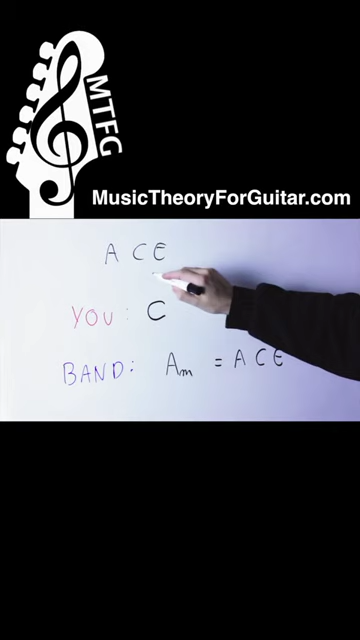 MTFG
MusicTheoryForGuitar.com
A C E
YOU: C
BAND: Am = A C E